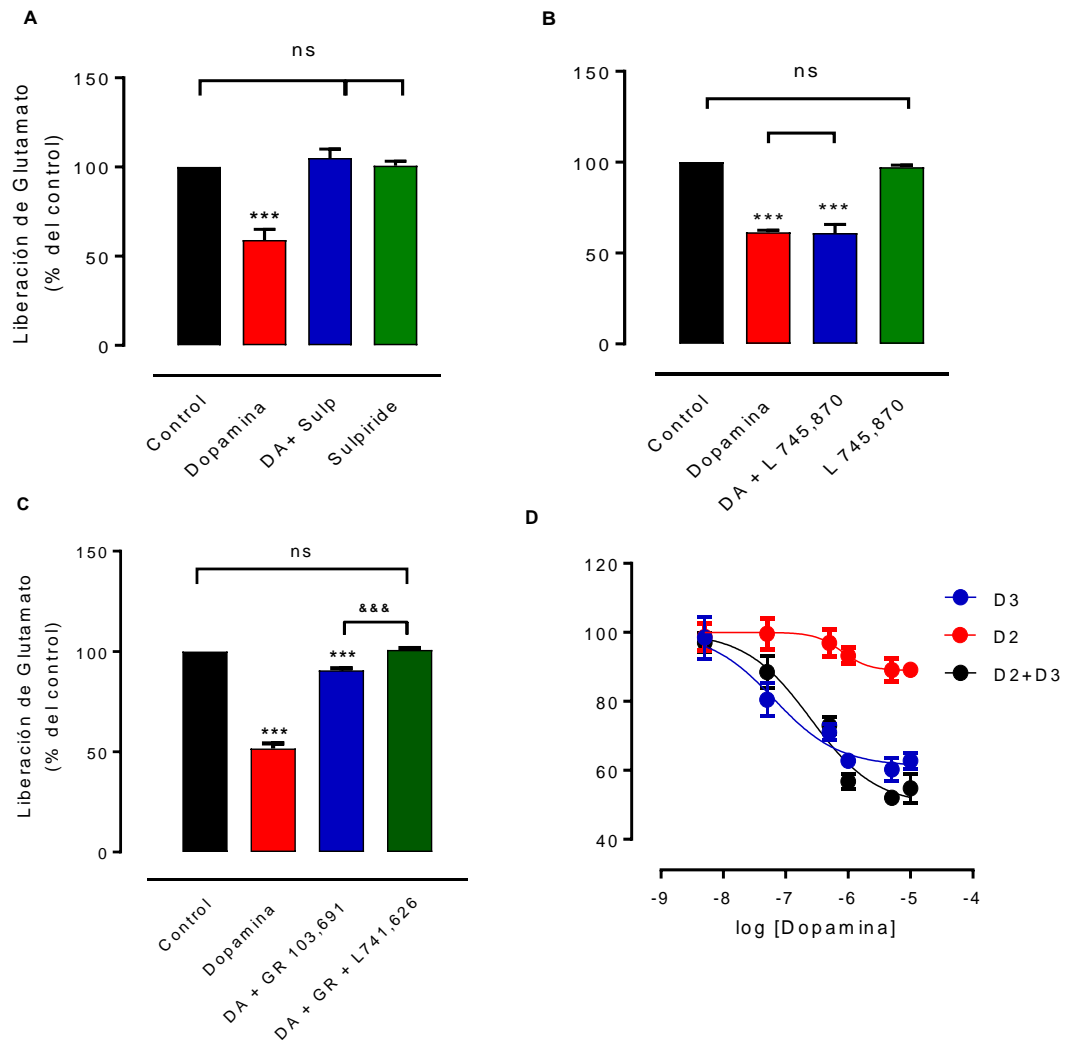 A
ns
150
100
50
0
Liberación de Glutamato
(% del control)
***
Control
Dopamina
DA+ Sulp
Sulpiride
B
ns
150
100
50
0
***
***
Control
Dopamina
DA + L 745,870
L 745,870
C
ns
150
100
50
0
Liberación de Glutamato
(% del control)
&&&
***
***
Control
Dopamina
DA + GR 103,691
DA + GR + L741,626
D
120
100
80
60
40
D3
D2
D2+D3
-9
-8
-7
-6
-5
-4
log [Dopamina]